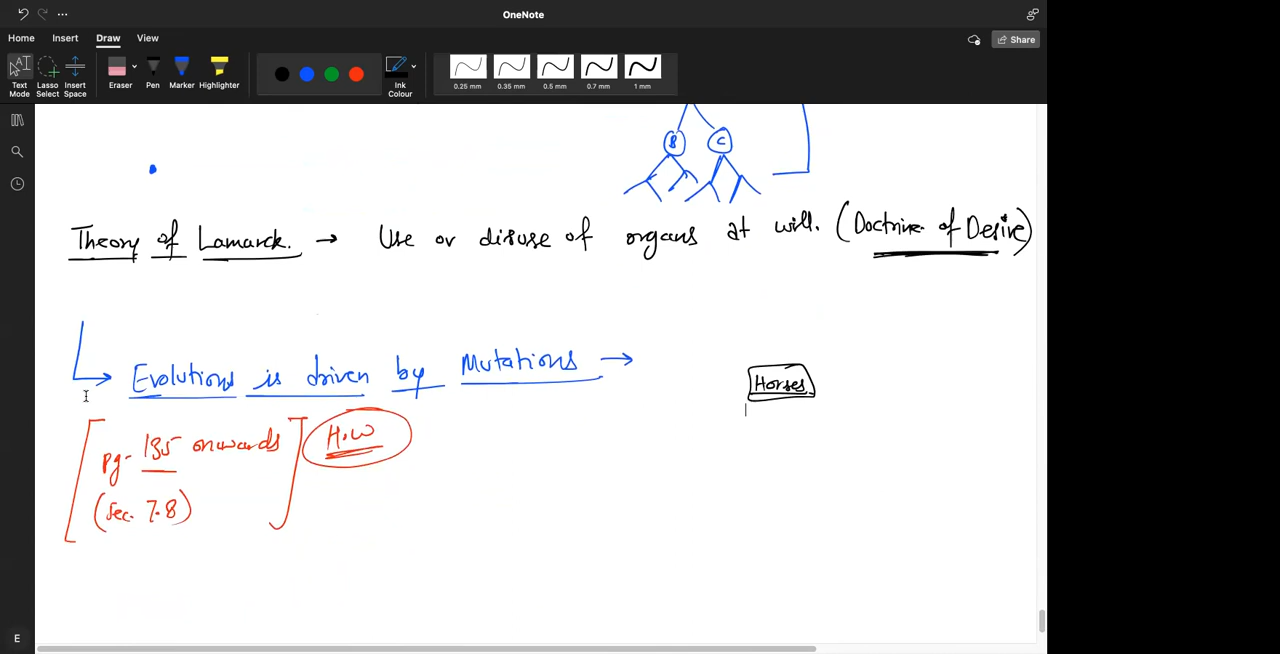 OneNote
Home Insert Draw View
Share
Text Mode
Lasso Select
Insert Space
Eraser
Pen
Marker
Highlighter
Ink Colour
0.25 mm
0.35 mm
0.5 mm
0.7 mm
1 mm
B C
Theory of Lamarck. → Use or disuse of organs at will. (Doctrine of Desire)
Evolutions is driven by Mutations →
Horses
pg- 135 onwards H.W
(Sec. 7.8)
E